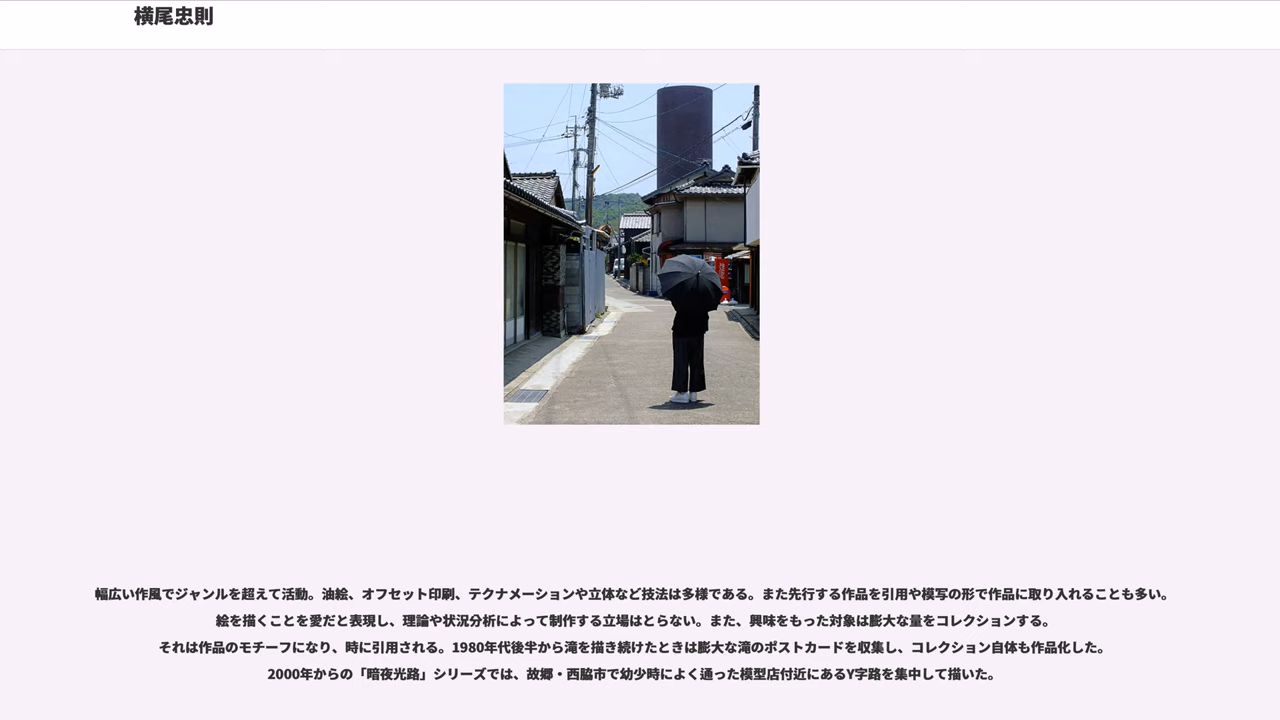 横尾忠則
幅広い作風でジャンルを超えて活動。油絵、オフセット印刷、テクナメーションや立体など技法は多様である。また先行する作品を引用や模写の形で作品に取り入れることも多い。
絵を描くことを愛だと表現し、理論や状況分析によって制作する立場はとらない。また、興味をもった対象は膨大な量をコレクションする。
それは作品のモチーフになり、時に引用される。1980年代後半から滝を描き続けたときは膨大な滝のポストカードを収集し、コレクション自体も作品化した。
2000年からの「暗夜光路」シリーズでは、故郷・西脇市で幼少時によく通った模型店付近にあるY字路を集中して描いた。